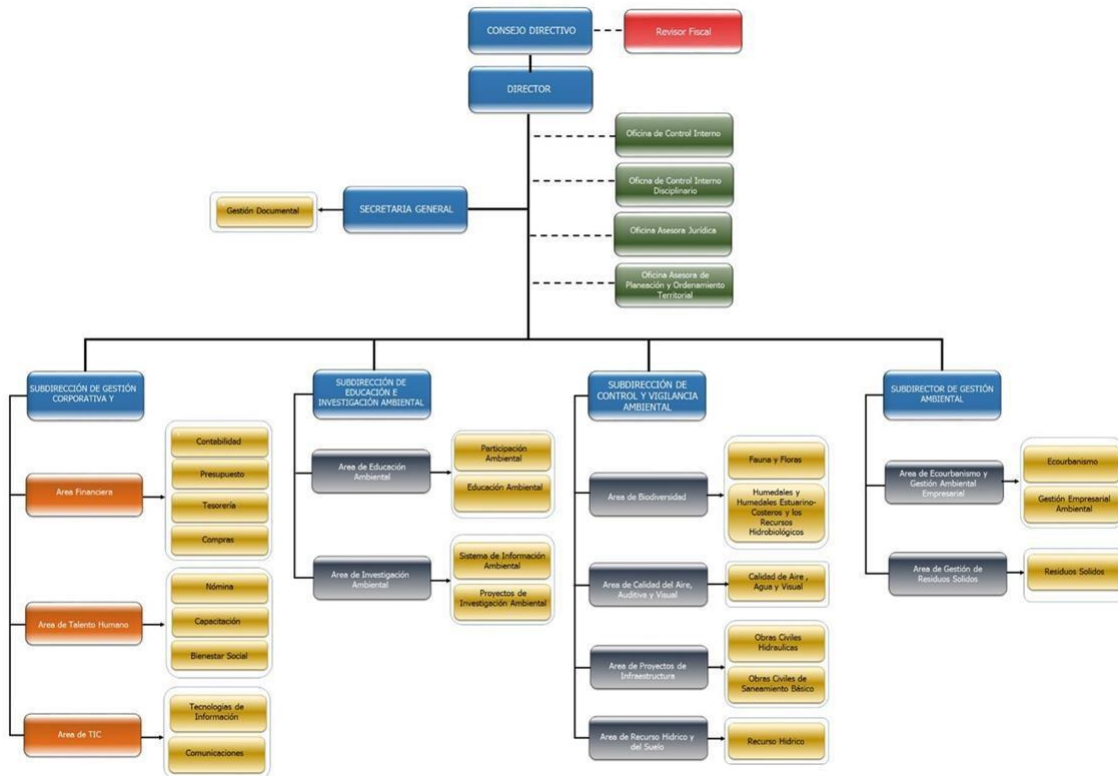 CONSEJO DIRECTIVO
Revisor Fiscal
DIRECTOR
Oficina de Control Interno
Oficna de Control Interno
Disciplinario
Gestión Documental
SECRETARIA GENERAL
Oficina Asesora Jurídica
Oficina Asesora de
Planeación y Ordenamiento
Territorial
SUBDIRECCIÓN DE GESTIÓN
CORPORATIVA Y
Area Financiera
Contabilidad
Presupuesto
Tesorería
Compras
Area de Talento Humano
Nómina
Capacitación
Bienestar Social
Area de TIC
Tecnologias de
Información
Comunicaciones
SUBDIRECCIÓN DE
EDUCACIÓN E
INVESTIGACIÓN AMBIENTAL
Area de Educación
Ambiental
Participación
Ambiental
Educación Ambiental
Area de Investigación
Ambiental
Sistema de Información
Ambiental
Proyectos de
Investigación Ambiental
SUBDIRECCIÓN DE
CONTROL Y VIGILANCIA
AMBIENTAL
Area de Biodiversidad
Fauna y Floras
Humedales y
Humedales Estuarino-
Costeros y los
Recursos
Hidrobiológicos
Area de Calidad del Aire,
Auditiva y Visual
Calidad de Aire ,
Agua y Visual
Area de Proyectos de
Infraestructura
Obras Civiles
Hidraulicas
Obras Civiles de
Saneamiento Básico
Area de Recurso Hidrico y
del Suelo
Recurso Hidrico
SUBDIRECTOR DE GESTIÓN
AMBIENTAL
Area de Ecourbanismo y
Gestión Ambiental
Empresarial
Ecourbanismo
Gestión Empresarial
Ambiental
Area de Gestión de
Residuos Solidos
Residuos Solidos